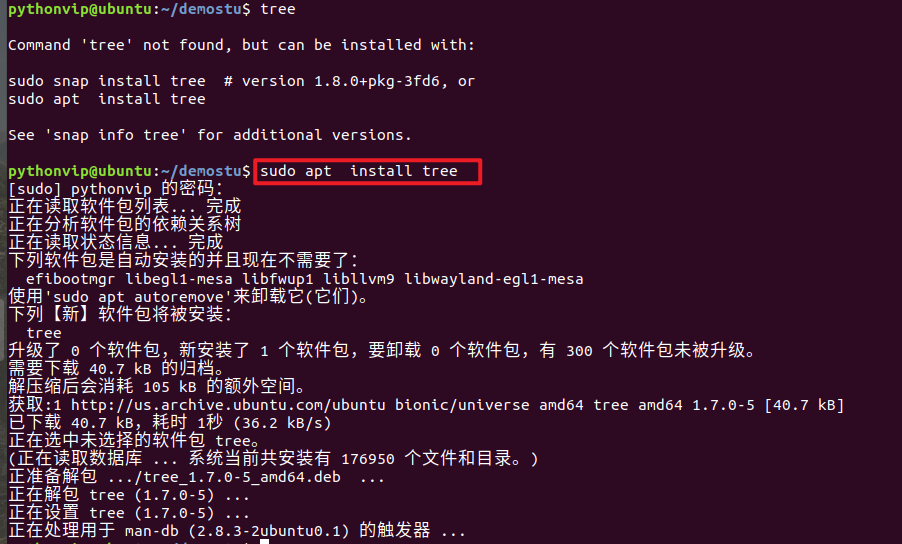 pythonvip@ubuntu:~/demostu$ tree
Command 'tree' not found, but can be installed with:
sudo snap install tree  # version 1.8.0+pkg-3fd6, or
sudo apt  install tree
See 'snap info tree' for additional versions.
pythonvip@ubuntu:~/demostu$ sudo apt  install tree
[sudo] pythonvip 的密码：
正在读取软件包列表... 完成
正在分析软件包的依赖关系树
正在读取状态信息... 完成
下列软件包是自动安装的并且现在不需要了：
  efibootmgr libegl1-mesa libfwup1 libllvm9 libwayland-egl1-mesa
使用'sudo apt autoremove'来卸载它(它们)。
下列【新】软件包将被安装：
  tree
升级了 0 个软件包，新安装了 1 个软件包，要卸载 0 个软件包，有 300 个软件包未被升级。
需要下载 40.7 kB 的归档。
解压缩后会消耗 105 kB 的额外空间。
获取:1 http://us.archive.ubuntu.com/ubuntu bionic/universe amd64 tree amd64 1.7.0-5 [40.7 kB]
已下载 40.7 kB，耗时 1秒 (36.2 kB/s)
正在选中未选择的软件包 tree。
(正在读取数据库 ... 系统当前共安装有 176950 个文件和目录。)
正准备解包 .../tree_1.7.0-5_amd64.deb  ...
正在解包 tree (1.7.0-5) ...
正在设置 tree (1.7.0-5) ...
正在处理用于 man-db (2.8.3-2ubuntu0.1) 的触发器 ...